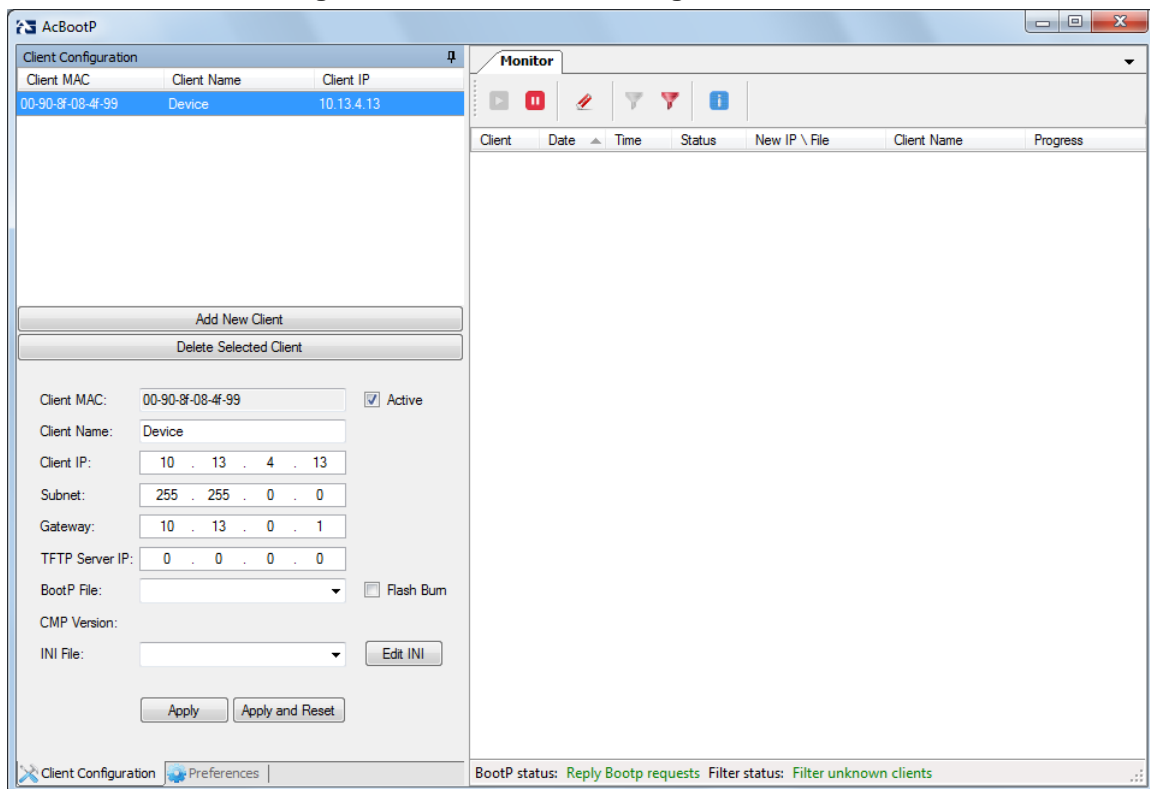 AcBootP
Client Configuration
Client MAC Client Name Client IP
00-90-8f-08-4f-99 Device 10.13.4.13
Add New Client
Delete Selected Client
Client MAC: 00-90-8f-08-4f-99 Active
Client Name: Device
Client IP: 10 . 13 . 4 . 13
Subnet: 255 . 255 . 0 . 0
Gateway: 10 . 13 . 0 . 1
TFTP Server IP: 0 . 0 . 0 . 0
BootP File: Flash Burn
CMP Version:
INI File: Edit INI
Apply Apply and Reset
Client Configuration Preferences
Monitor
Client Date Time Status New IP \ File Client Name Progress
BootP status: Reply Bootp requests Filter status: Filter unknown clients